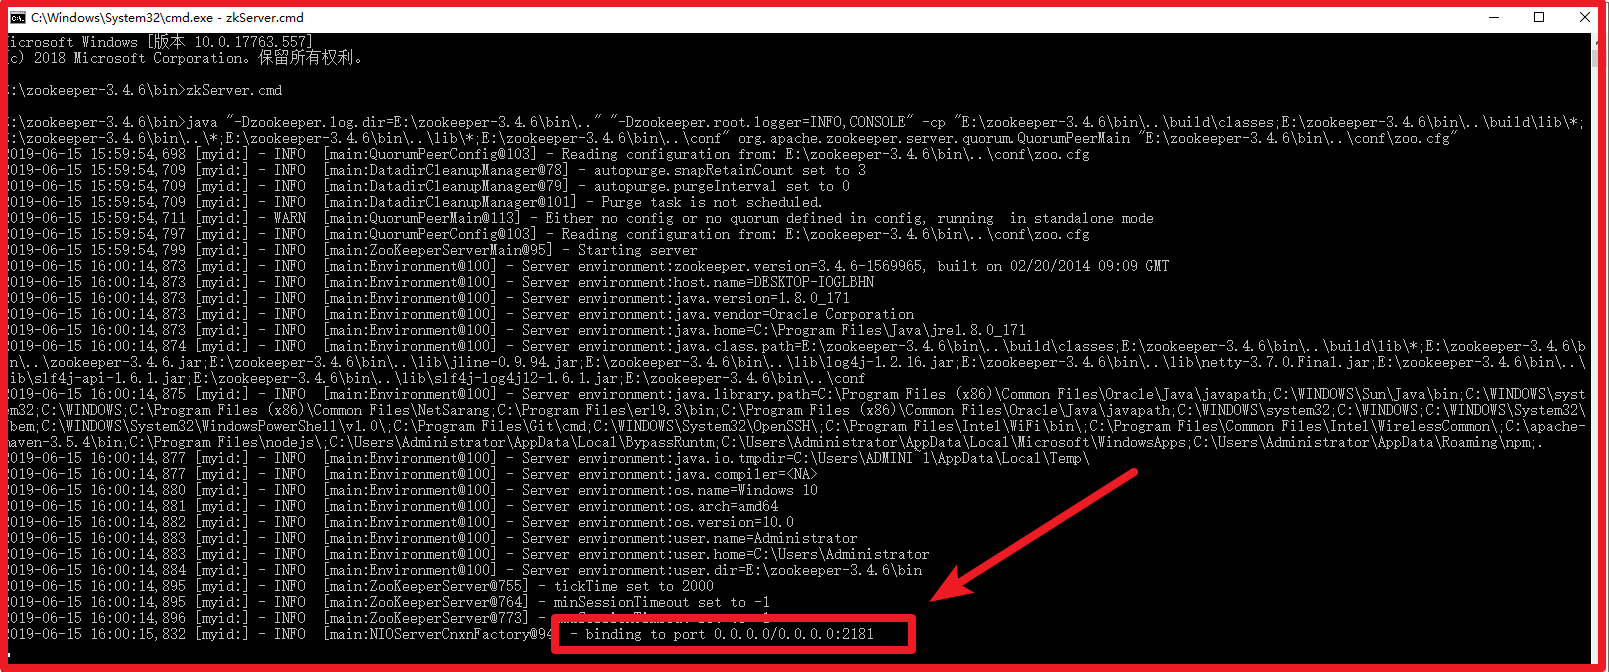 C:\Windows\System32\cmd.exe - zkServer.cmd
icrosoft Windows [版本 10.0.17763.557]
(c) 2018 Microsoft Corporation。保留所有权利。
:\zookeeper-3.4.6\bin>zkServer.cmd
:\zookeeper-3.4.6\bin>java "-Dzookeeper.log.dir=E:\zookeeper-3.4.6\bin\.." "-Dzookeeper.root.logger=INFO,CONSOLE" -cp "E:\zookeeper-3.4.6\bin\..\build\classes;E:\zookeeper-3.4.6\bin\..\build\lib\*;
:\zookeeper-3.4.6\bin\..\*;E:\zookeeper-3.4.6\bin\..\lib\*;E:\zookeeper-3.4.6\bin\..\conf" org.apache.zookeeper.server.quorum.QuorumPeerMain "E:\zookeeper-3.4.6\bin\..\conf\zoo.cfg"
2019-06-15 15:59:54,698 [myid:] - INFO  [main:QuorumPeerConfig@103] - Reading configuration from: E:\zookeeper-3.4.6\bin\..\conf\zoo.cfg
2019-06-15 15:59:54,709 [myid:] - INFO  [main:DatadirCleanupManager@78] - autopurge.snapRetainCount set to 3
2019-06-15 15:59:54,709 [myid:] - INFO  [main:DatadirCleanupManager@79] - autopurge.purgeInterval set to 0
2019-06-15 15:59:54,709 [myid:] - INFO  [main:DatadirCleanupManager@101] - Purge task is not scheduled.
2019-06-15 15:59:54,711 [myid:] - WARN  [main:QuorumPeerMain@113] - Either no config or no quorum defined in config, running  in standalone mode
2019-06-15 15:59:54,797 [myid:] - INFO  [main:QuorumPeerConfig@103] - Reading configuration from: E:\zookeeper-3.4.6\bin\..\conf\zoo.cfg
2019-06-15 15:59:54,799 [myid:] - INFO  [main:ZooKeeperServerMain@95] - Starting server
2019-06-15 16:00:14,873 [myid:] - INFO  [main:Environment@100] - Server environment:zookeeper.version=3.4.6-1569965, built on 02/20/2014 09:09 GMT
2019-06-15 16:00:14,873 [myid:] - INFO  [main:Environment@100] - Server environment:host.name=DESKTOP-IOGLBHN
2019-06-15 16:00:14,873 [myid:] - INFO  [main:Environment@100] - Server environment:java.version=1.8.0_171
2019-06-15 16:00:14,873 [myid:] - INFO  [main:Environment@100] - Server environment:java.vendor=Oracle Corporation
2019-06-15 16:00:14,873 [myid:] - INFO  [main:Environment@100] - Server environment:java.home=C:\Program Files\Java\jre1.8.0_171
2019-06-15 16:00:14,874 [myid:] - INFO  [main:Environment@100] - Server environment:java.class.path=E:\zookeeper-3.4.6\bin\..\build\classes;E:\zookeeper-3.4.6\bin\..\build\lib\*;E:\zookeeper-3.4.6\b
in\..\zookeeper-3.4.6.jar;E:\zookeeper-3.4.6\bin\..\lib\jline-0.9.94.jar;E:\zookeeper-3.4.6\bin\..\lib\log4j-1.2.16.jar;E:\zookeeper-3.4.6\bin\..\lib\netty-3.7.0.Final.jar;E:\zookeeper-3.4.6\bin\..\
lib\slf4j-api-1.6.1.jar;E:\zookeeper-3.4.6\bin\..\lib\slf4j-log4j12-1.6.1.jar;E:\zookeeper-3.4.6\bin\..\conf
2019-06-15 16:00:14,875 [myid:] - INFO  [main:Environment@100] - Server environment:java.library.path=C:\Program Files (x86)\Common Files\Oracle\Java\javapath;C:\WINDOWS\Sun\Java\bin;C:\WINDOWS\syst
em32;C:\WINDOWS;C:\Program Files (x86)\Common Files\NetSarang;C:\Program Files\erl9.3\bin;C:\Program Files (x86)\Common Files\Oracle\Java\javapath;C:\WINDOWS\system32;C:\WINDOWS;C:\WINDOWS\System32\
bem;C:\WINDOWS\System32\WindowsPowerShell\v1.0\;C:\Program Files\Git\cmd;C:\WINDOWS\System32\OpenSSH\;C:\Program Files\Intel\WiFi\bin\;C:\Program Files\Common Files\Intel\WirelessCommon\;C:\apache-
aven-3.5.4\bin;C:\Program Files\nodejs\;C:\Users\Administrator\AppData\Local\BypassRuntm;C:\Users\Administrator\AppData\Local\Microsoft\WindowsApps;C:\Users\Administrator\AppData\Roaming\npm;.
2019-06-15 16:00:14,877 [myid:] - INFO  [main:Environment@100] - Server environment:java.io.tmpdir=C:\Users\ADMINI~1\AppData\Local\Temp\
2019-06-15 16:00:14,877 [myid:] - INFO  [main:Environment@100] - Server environment:java.compiler=<NA>
2019-06-15 16:00:14,880 [myid:] - INFO  [main:Environment@100] - Server environment:os.name=Windows 10
2019-06-15 16:00:14,881 [myid:] - INFO  [main:Environment@100] - Server environment:os.arch=amd64
2019-06-15 16:00:14,882 [myid:] - INFO  [main:Environment@100] - Server environment:os.version=10.0
2019-06-15 16:00:14,883 [myid:] - INFO  [main:Environment@100] - Server environment:user.name=Administrator
2019-06-15 16:00:14,883 [myid:] - INFO  [main:Environment@100] - Server environment:user.home=C:\Users\Administrator
2019-06-15 16:00:14,884 [myid:] - INFO  [main:Environment@100] - Server environment:user.dir=E:\zookeeper-3.4.6\bin
2019-06-15 16:00:14,895 [myid:] - INFO  [main:ZooKeeperServer@755] - tickTime set to 2000
2019-06-15 16:00:14,895 [myid:] - INFO  [main:ZooKeeperServer@764] - minSessionTimeout set to -1
2019-06-15 16:00:14,896 [myid:] - INFO  [main:ZooKeeperServer@773] -
2019-06-15 16:00:15,832 [myid:] - INFO  [main:NIOServerCnxnFactory@94 - binding to port 0.0.0.0/0.0.0.0:2181